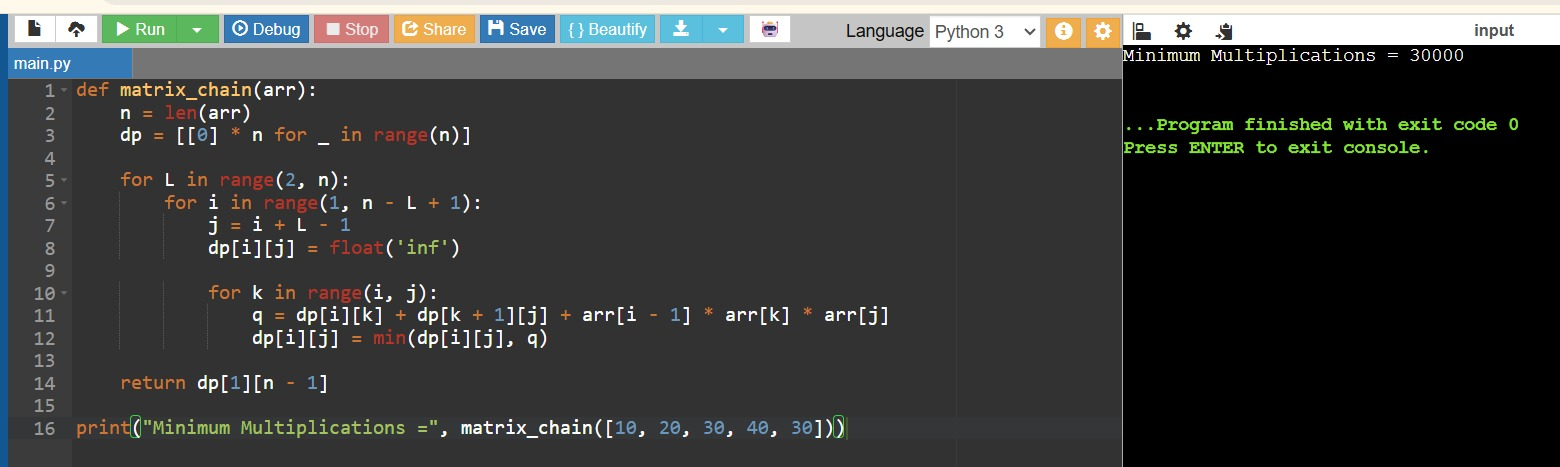 Run Debug Stop Share Save { } Beautify Language Python 3 input
main.py
1 def matrix_chain(arr):
2     n = len(arr)
3     dp = [[0] * n for _ in range(n)]
4
5     for L in range(2, n):
6         for i in range(1, n - L + 1):
7             j = i + L - 1
8             dp[i][j] = float('inf')
9
10             for k in range(i, j):
11                 q = dp[i][k] + dp[k + 1][j] + arr[i - 1] * arr[k] * arr[j]
12                 dp[i][j] = min(dp[i][j], q)
13
14     return dp[1][n - 1]
15
16 print("Minimum Multiplications =", matrix_chain([10, 20, 30, 40, 30]))
Minimum Multiplications = 30000
...Program finished with exit code 0
Press ENTER to exit console.